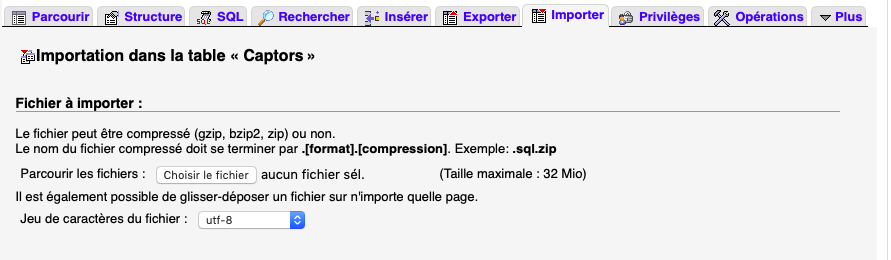 Parcourir Structure SQL Rechercher Insérer Exporter Importer Privilèges Opérations Plus
Importation dans la table « Captors »
Fichier à importer :
Le fichier peut être compressé (gzip, bzip2, zip) ou non.
Le nom du fichier compressé doit se terminer par .[format].[compression]. Exemple: .sql.zip
Parcourir les fichiers : Choisir le fichier aucun fichier sél. (Taille maximale : 32 Mio)
Il est également possible de glisser-déposer un fichier sur n'importe quelle page.
Jeu de caractères du fichier : utf-8